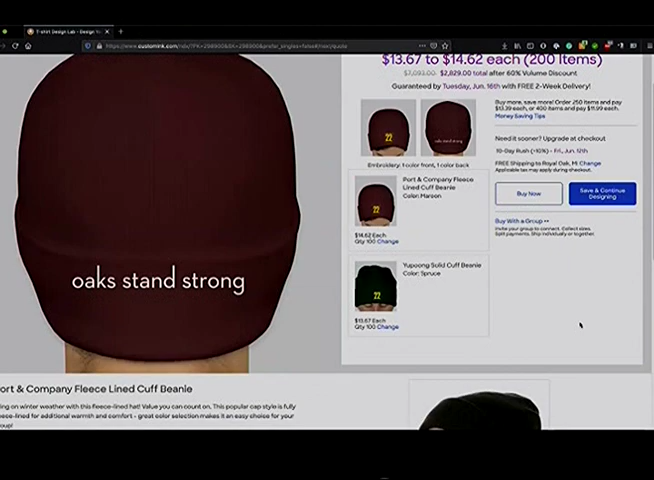 T-shirt Design Lab - Design
$13.67 to $14.62 each (200 Items)
$7,093.00 $2,829.00 total after 60% Volume Discount
Guaranteed by Tuesday, Jun. 16th with FREE 2-Week Delivery!
22
oaks stand strong
Embroidery: 1 color front, 1 color back
22
Port & Company Fleece
Lined Cuff Beanie
Color: Maroon
$14.62 Each
Qty 100 Change
22
Yupoong Solid Cuff Beanie
Color: Spruce
$13.67 Each
Qty 100 Change
Buy more, save more! Order 250 items and pay
$13.39 each, or 400 items and pay $11.99 each.
Money Saving Tips
Need it sooner? Upgrade at checkout
10-Day Rush (~10%) - Fri, Jun. 12th
FREE Shipping to Royal Oak, MI Change
Applicable tax may apply during checkout.
Buy Now
Save & Continue
Designing
Buy With a Group
Invite your group to connect. Collect sizes.
Split payments. Ship individually or together.
oaks stand strong
ort & Company Fleece Lined Cuff Beanie
ing on winter weather with this fleece-lined hat! Value you can count on. This popular cap style is fully
eece-lined for additional warmth and comfort - great color selection makes it an easy choice for your
oup!